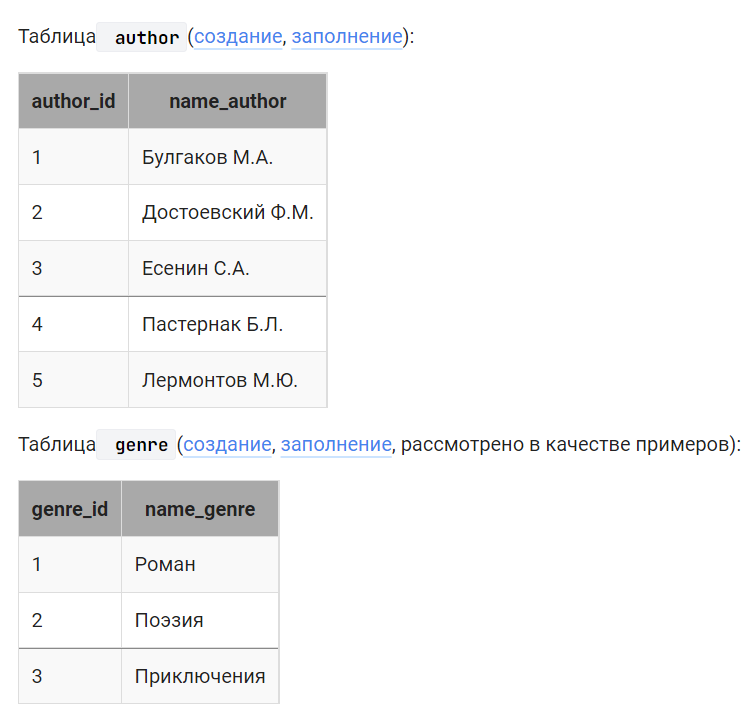 Таблица author (создание, заполнение):
author_id name_author
1 Булгаков М.А.
2 Достоевский Ф.М.
3 Есенин С.А.
4 Пастернак Б.Л.
5 Лермонтов М.Ю.
Таблица genre (создание, заполнение, рассмотрено в качестве примеров):
genre_id name_genre
1 Роман
2 Поэзия
3 Приключения